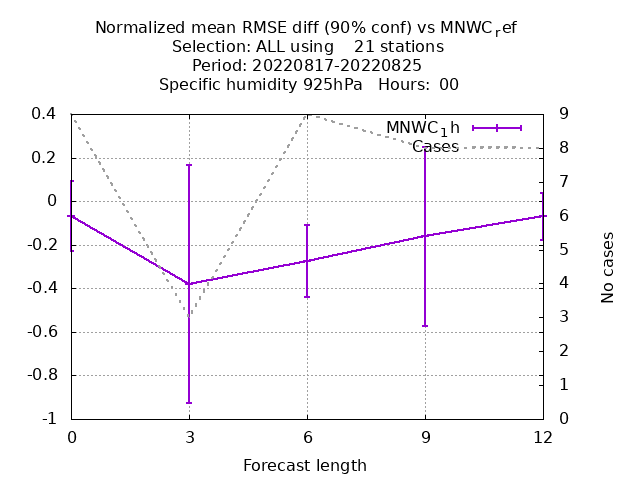 Normalized mean RMSE diff (90% conf) vs MNWCref
Selection: ALL using 21 stations
Period: 20220817-20220825
Specific humidity 925hPa Hours: 00
0.4
0.2
0
-0.2
-0.4
-0.6
-0.8
-1
9
8
7
6
5
4
3
2
1
0
MNWC1h
Cases
No cases
0 3 6 9 12
Forecast length